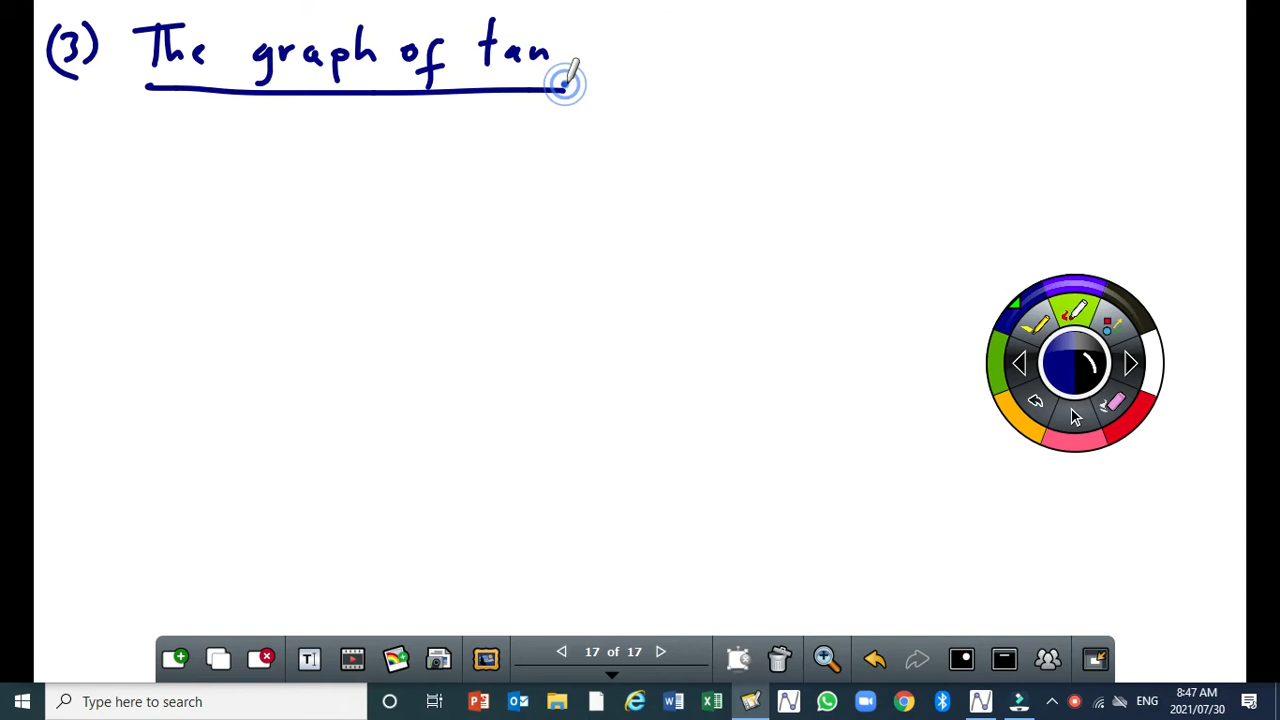 (3) The graph of tan
17 of 17
Type here to search
ENG
8:47 AM
2021/07/30